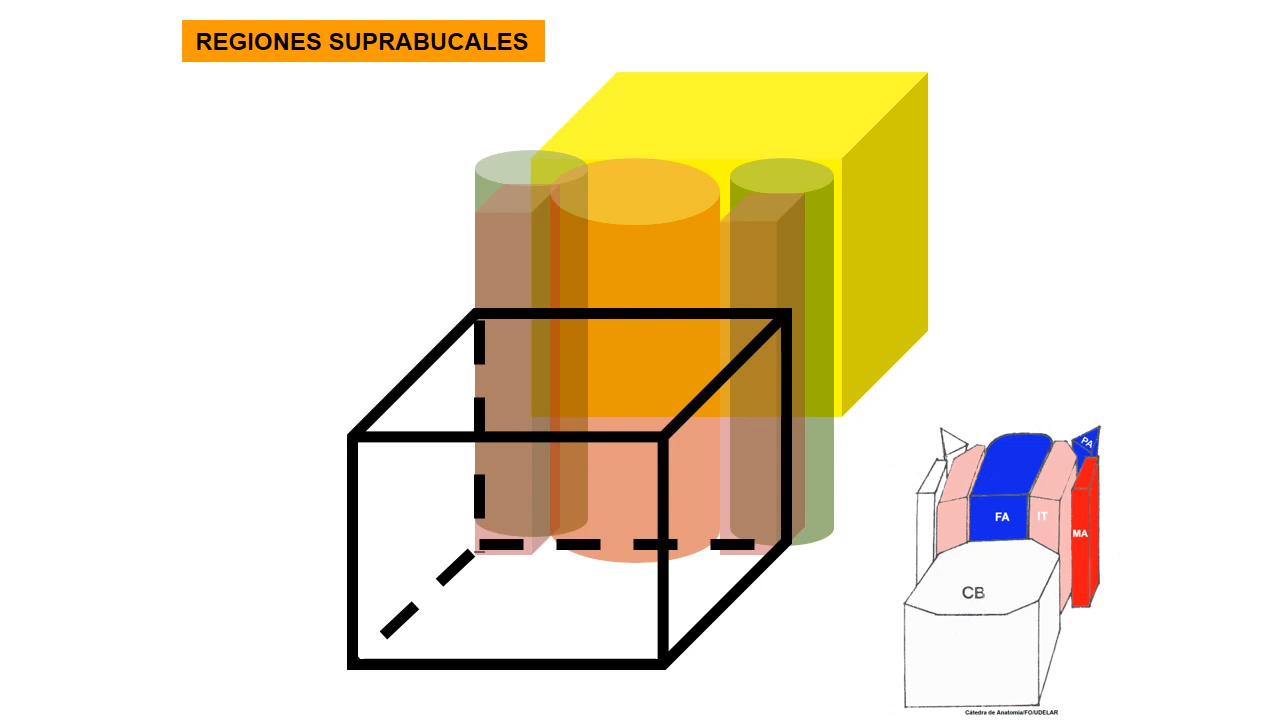 REGIONES SUPRABUCALES
PA
FA
IT
MA
CB
Cátedra de Anatomía/FO/UDELAR